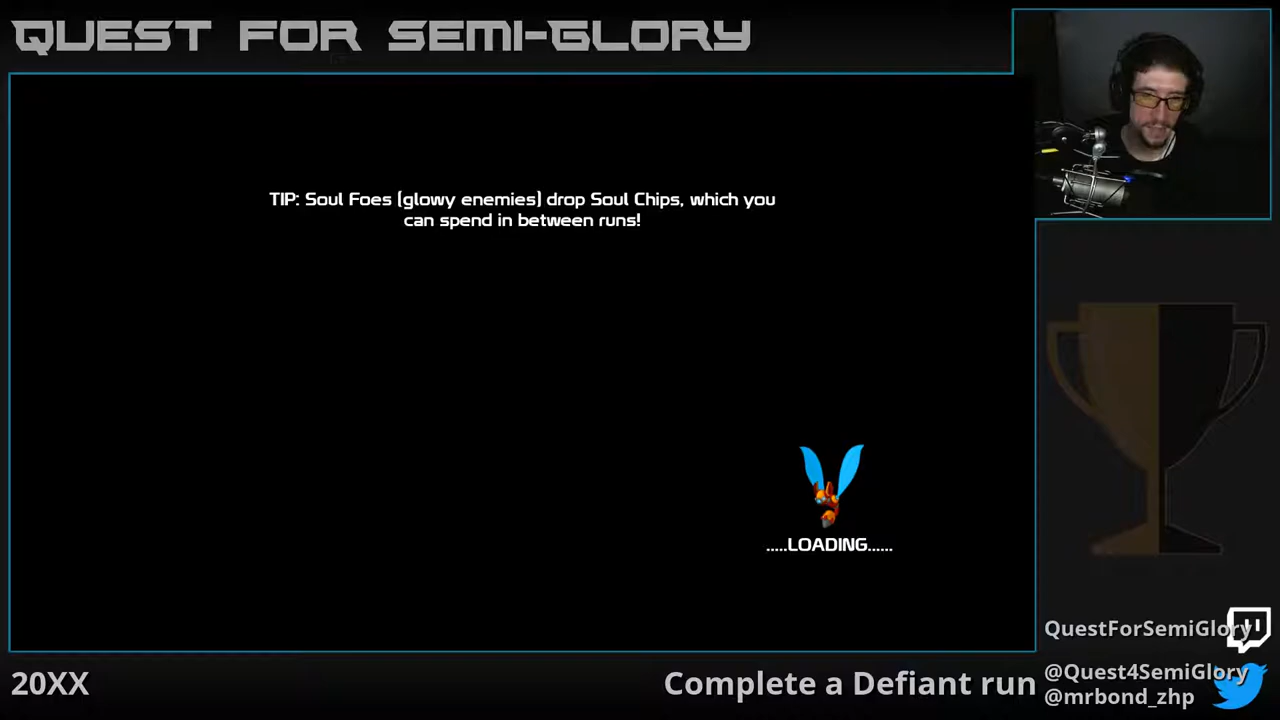 QUEST FOR SEMI-GLORY
TIP: Soul Foes (glowy enemies) drop Soul Chips, which you
can spend in between runs!
.....LOADING......
QuestForSemiGlory
@Quest4SemiGlory
@mrbond_zhp
20XX
Complete a Defiant run